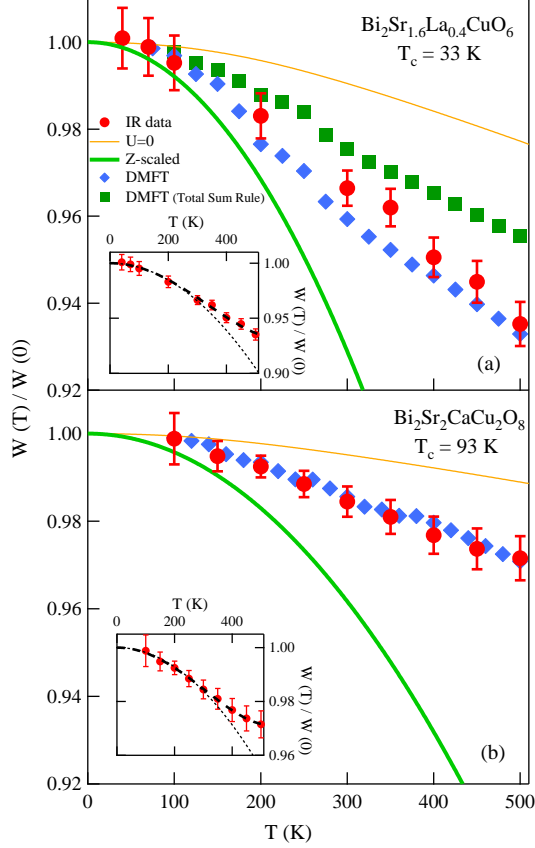 Bi2Sr1.6La0.4CuO6
Tc = 33 K
1.00
0.98
0.96
0.94
0.92
IR data
U=0
Z-scaled
DMFT
DMFT (Total Sum Rule)
T (K)
0 200 400
1.00
0.95
0.90
W (T) / W (0)
(a)
W (T) / W (0)
Bi2Sr2CaCu2O8
Tc = 93 K
1.00
0.98
0.96
0.94
0.92
T (K)
0 200 400
1.00
0.98
0.96
W (T) / W (0)
(b)
0 100 200 300 400 500
T (K)